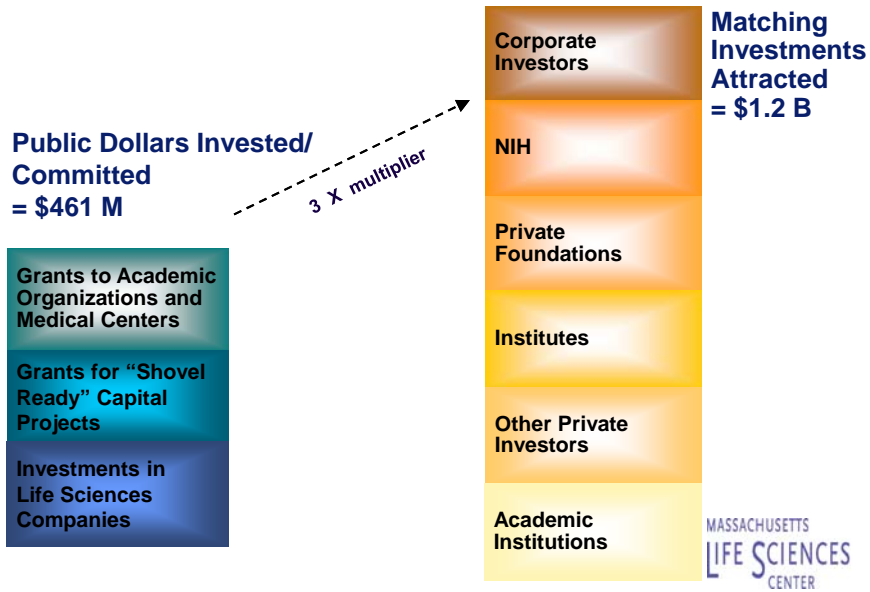 Public Dollars Invested/
Committed
= $461 M
Grants to Academic
Organizations and
Medical Centers
Grants for “Shovel
Ready” Capital
Projects
Investments in
Life Sciences
Companies
3 X multiplier
Matching
Investments
Attracted
= $1.2 B
Corporate
Investors
NIH
Private
Foundations
Institutes
Other Private
Investors
Academic
Institutions
MASSACHUSETTS
LIFE SCIENCES
CENTER